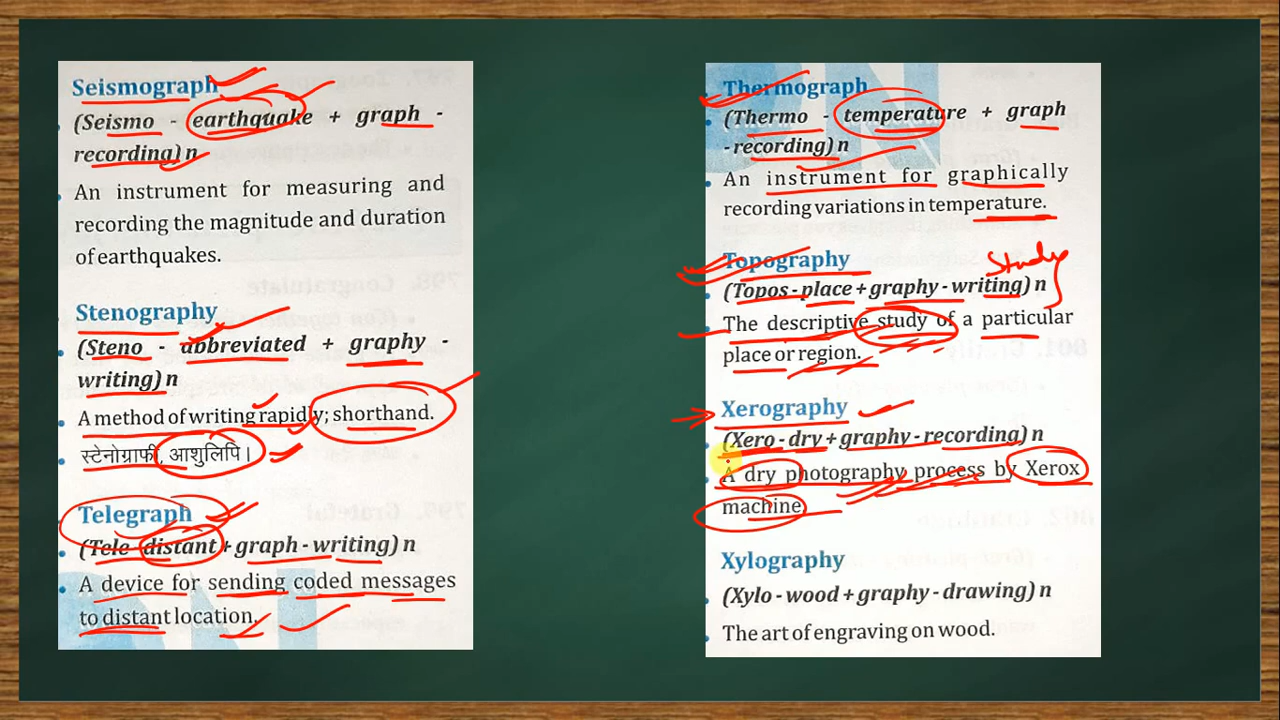 Seismograph
(Seismo - earthquake + graph -
recording) n
An instrument for measuring and
recording the magnitude and duration
of earthquakes.
Stenography
(Steno - abbreviated + graphy -
writing) n
A method of writing rapidly; shorthand.
स्टेनोग्राफी, आशुलिपि।
Telegraph
(Tele - distant + graph - writing) n
A device for sending coded messages
to distant location.
Thermograph
(Thermo - temperature + graph
- recording) n
An instrument for graphically
recording variations in temperature.
Topography
study
(Topos - place + graphy - writing) n
The descriptive study of a particular
place or region.
Xerography
(Xero - dry + graphy - recording) n
A dry photography process by Xerox
machine.
Xylography
(Xylo - wood + graphy - drawing) n
The art of engraving on wood.